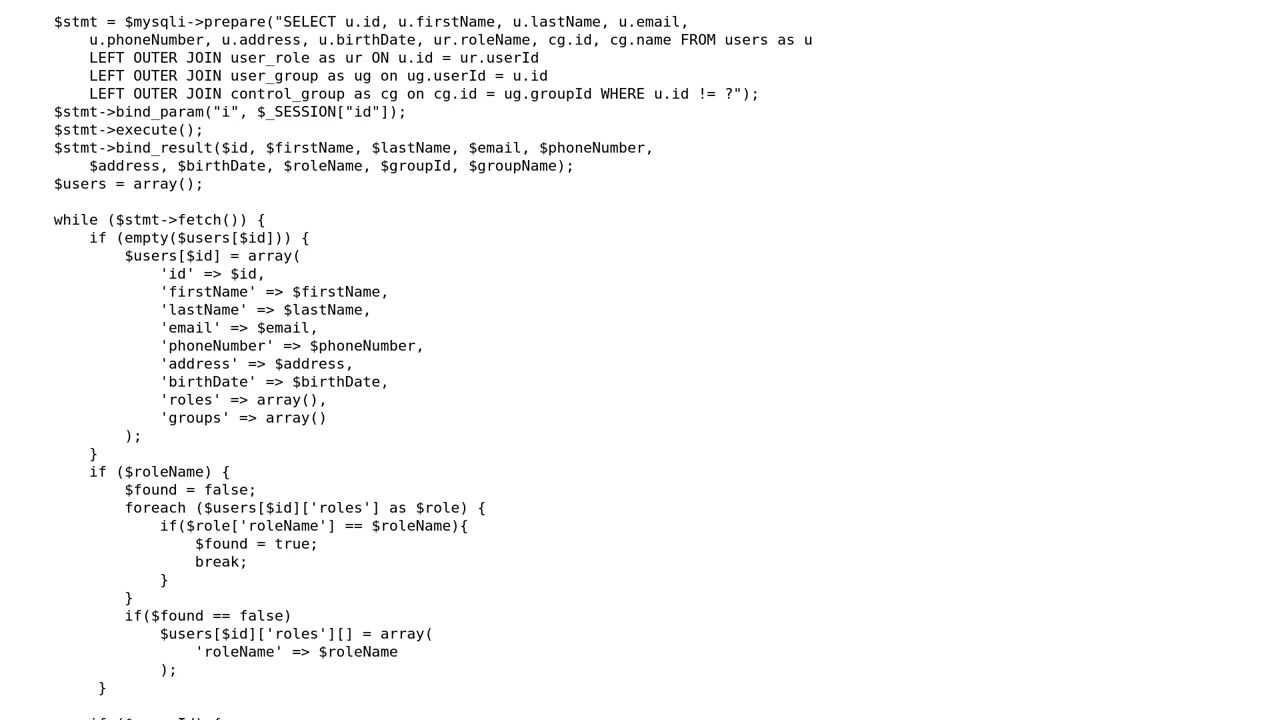 $stmt = $mysqli->prepare("SELECT u.id, u.firstName, u.lastName, u.email,
u.phoneNumber, u.address, u.birthDate, ur.roleName, cg.id, cg.name FROM users as u
LEFT OUTER JOIN user_role as ur ON u.id = ur.userId
LEFT OUTER JOIN user_group as ug on ug.userId = u.id
LEFT OUTER JOIN control_group as cg on cg.id = ug.groupId WHERE u.id != ?");
$stmt->bind_param("i", $_SESSION["id"]);
$stmt->execute();
$stmt->bind_result($id, $firstName, $lastName, $email, $phoneNumber,
$address, $birthDate, $roleName, $groupId, $groupName);
$users = array();
while ($stmt->fetch()) {
if (empty($users[$id])) {
$users[$id] = array(
'id' => $id,
'firstName' => $firstName,
'lastName' => $lastName,
'email' => $email,
'phoneNumber' => $phoneNumber,
'address' => $address,
'birthDate' => $birthDate,
'roles' => array(),
'groups' => array()
);
}
if ($roleName) {
$found = false;
foreach ($users[$id]['roles'] as $role) {
if($role['roleName'] == $roleName){
$found = true;
break;
}
}
if($found == false)
$users[$id]['roles'][] = array(
'roleName' => $roleName
);
}